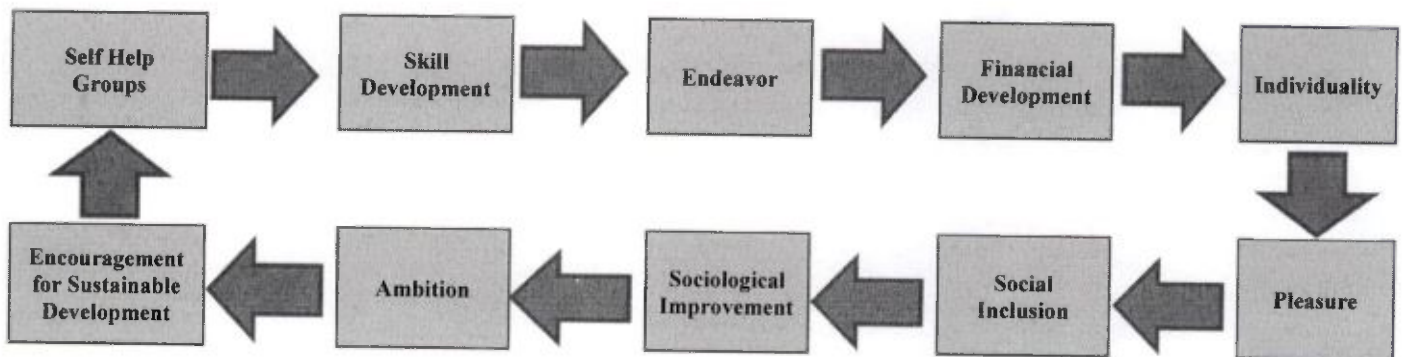 Self Help
Groups
Skill
Development
Endeavor
Financial
Development
Individuality
Pleasure
Social
Inclusion
Sociological
Improvement
Ambition
Encouragement
for Sustainable
Development